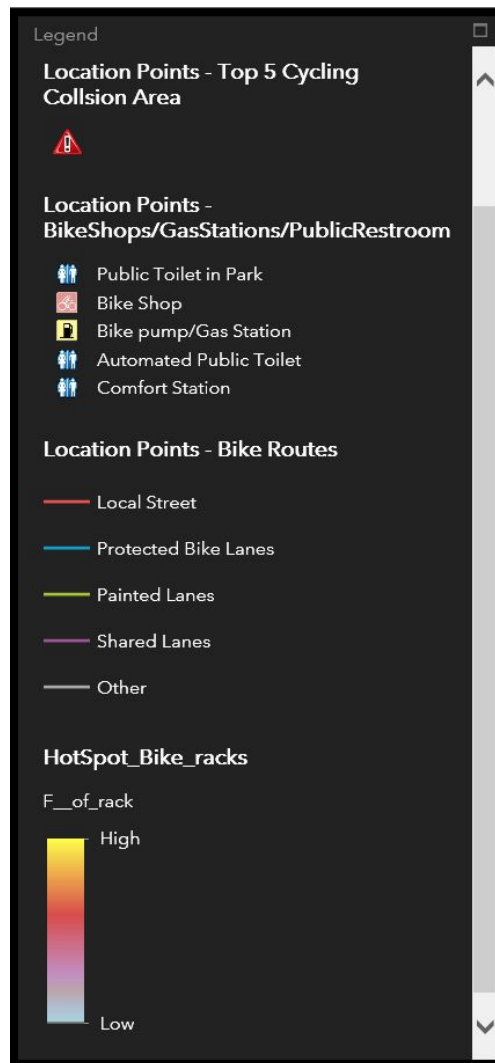 Legend
Location Points - Top 5 Cycling
Collsion Area
Location Points -
BikeShops/GasStations/PublicRestroom
Public Toilet in Park
Bike Shop
Bike pump/Gas Station
Automated Public Toilet
Comfort Station
Location Points - Bike Routes
Local Street
Protected Bike Lanes
Painted Lanes
Shared Lanes
Other
HotSpot_Bike_racks
F__of_rack
High
Low